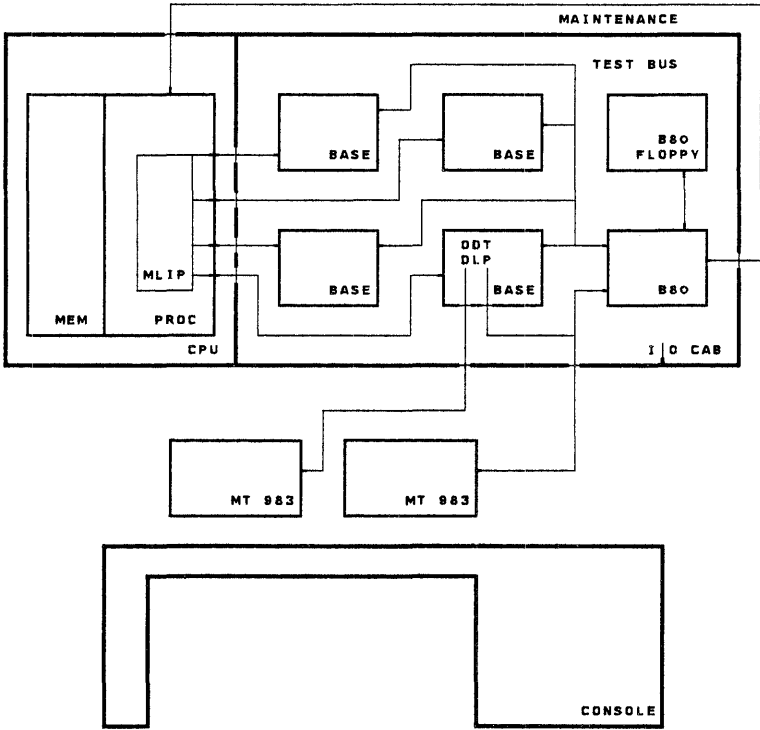 MAINTENANCE
TEST BUS
BASE
BASE
B80
FLOPPY
MLIP
BASE
ODT
DLP
BASE
B80
MEM
PROC
CPU
I/O CAB
MT 983
MT 983
CONSOLE